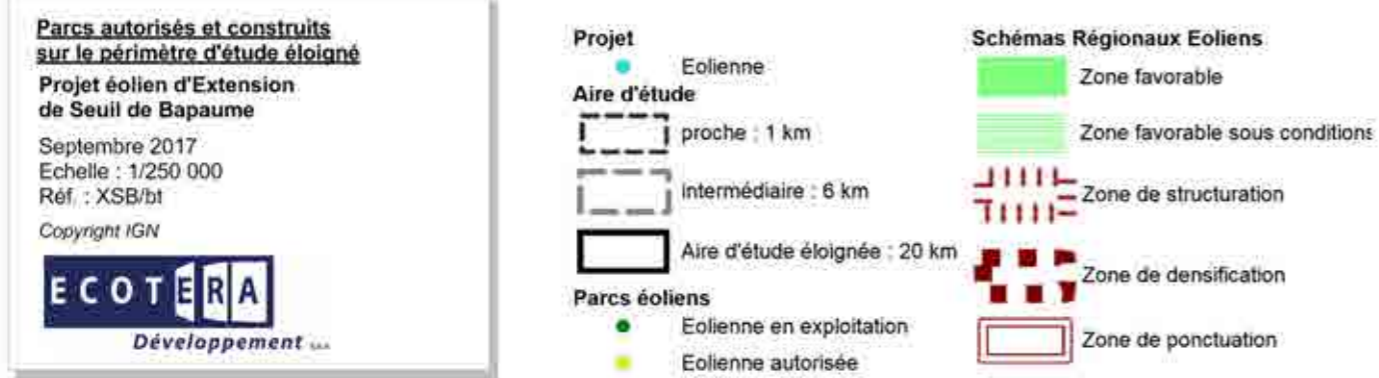 Parcs autorisés et construits
sur le périmètre d'étude éloigné
Projet éolien d'Extension
de Seuil de Bapaume
Septembre 2017
Echelle : 1/250 000
Réf. : XSB/bt
Copyright IGN
ECOTERA
Développement
Projet
Eolienne
Aire d'étude
proche : 1 km
intermédiaire : 6 km
Aire d'étude éloignée : 20 km
Parcs éoliens
Eolienne en exploitation
Eolienne autorisée
Schémas Régionaux Eoliens
Zone favorable
Zone favorable sous conditions
Zone de structuration
Zone de densification
Zone de ponctuation